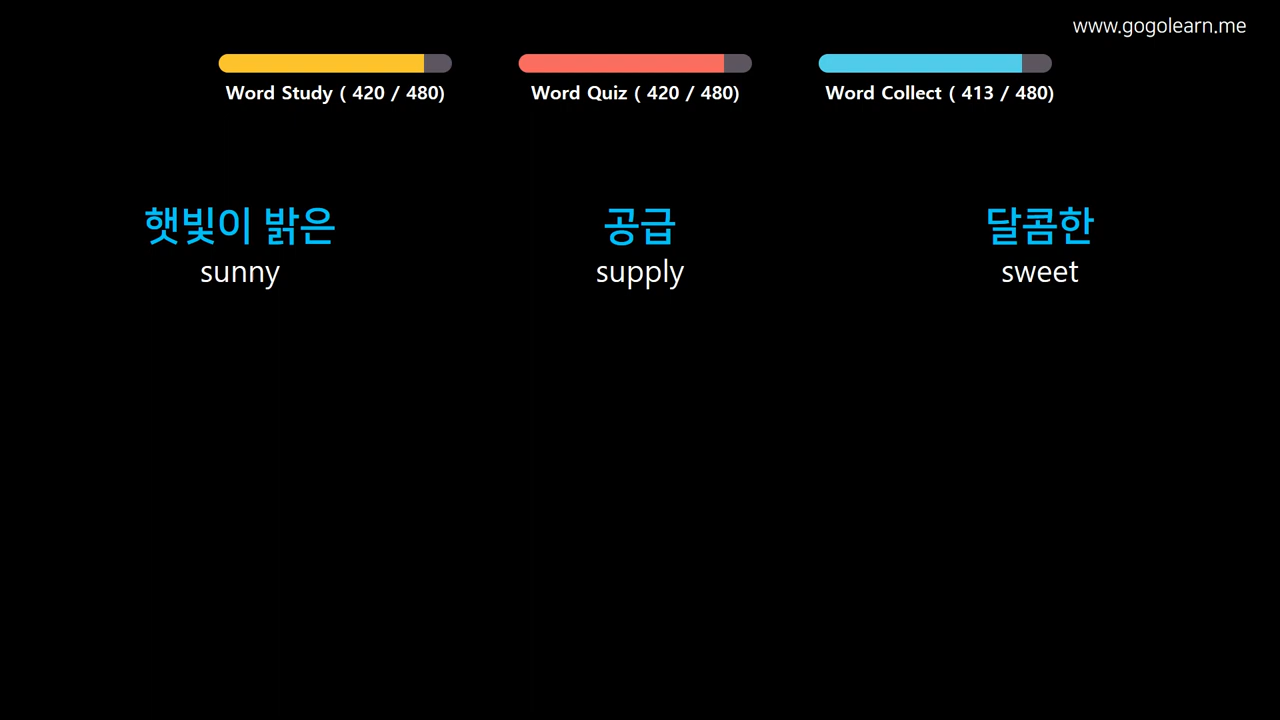 www.gogolearn.me
Word Study ( 420 / 480)
Word Quiz ( 420 / 480)
Word Collect ( 413 / 480)
햇빛이 밝은
sunny
공급
supply
달콤한
sweet